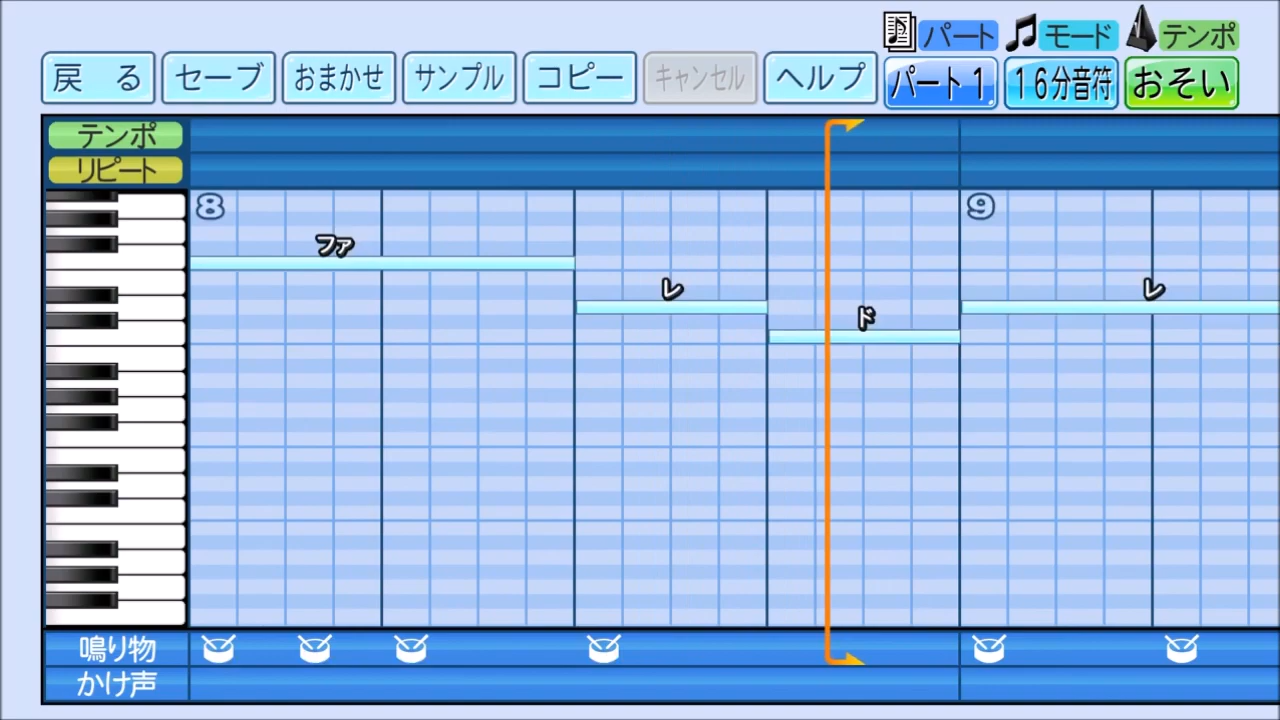 パート モード テンポ
戻る セーブ おまかせ サンプル コピー キャンセル ヘルプ パート１ １６分音符 おそい
テンポ
リピート
8 9
ファ
レ レ
ド
鳴り物
かけ声